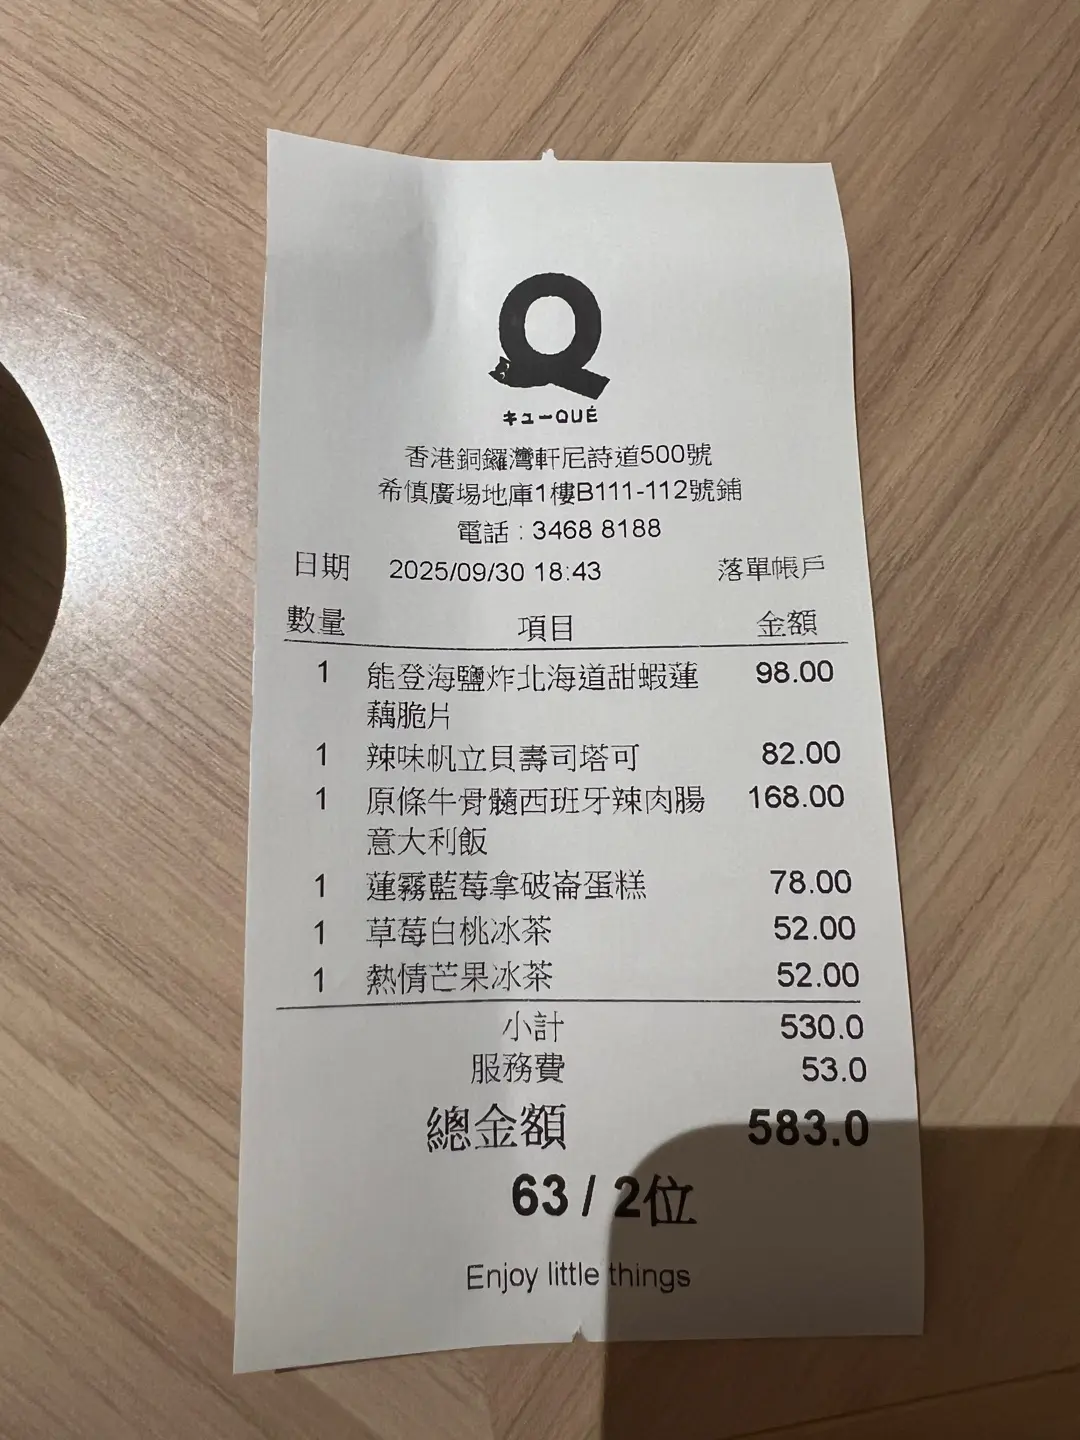 Q
キューQUÉ
香港銅鑼灣軒尼詩道500號
希慎廣場地庫1樓B111-112號鋪
電話 : 3468 8188
日期 2025/09/30 18:43 落單帳戶
數量 項目 金額
1 能登海鹽炸北海道甜蝦蓮 98.00
藕脆片
1 辣味帆立貝壽司塔可 82.00
1 原條牛骨髓西班牙辣肉腸 168.00
意大利飯
1 蓮霧藍莓拿破崙蛋糕 78.00
1 草莓白桃冰茶 52.00
1 熱情芒果冰茶 52.00
小計 530.0
服務費 53.0
總金額 583.0
63 / 2位
Enjoy little things